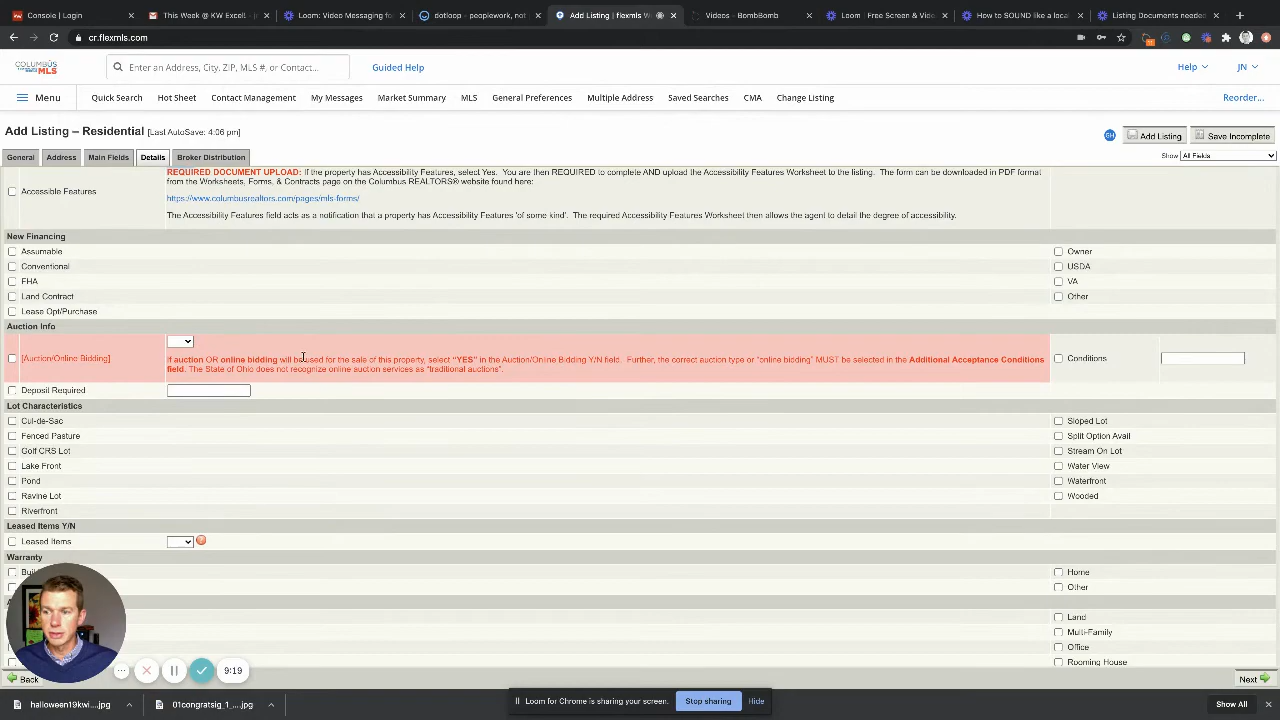 Console | Login
This Week @ KW Excel:
Loom: Video Messaging fo
dotloop - peoplework, not
Add Listing | flexmls W
Videos - BombBomb
Loom - Free Screen & Vide
How to SOUND like a local
Listing Documents needed
cr.flexmls.com
COLUMBUS
MLS
Enter an Address, City, ZIP, MLS #, or Contact...
Guided Help
Help
JN
Menu
Quick Search
Hot Sheet
Contact Management
My Messages
Market Summary
MLS
General Preferences
Multiple Address
Saved Searches
CMA
Change Listing
Reorder...
Add Listing – Residential [Last AutoSave: 4:06 pm]
Add Listing
Save Incomplete
General
Address
Main Fields
Details
Broker Distribution
Show
All Fields
REQUIRED DOCUMENT UPLOAD: If the property has Accessibility Features, select Yes. You are then REQUIRED to complete AND upload the Accessibility Features Worksheet to the listing. The form can be downloaded in PDF format
from the Worksheets, Forms, & Contracts page on the Columbus REALTORS® website found here:
Accessible Features
https://www.columbusrealtors.com/pages/mls-forms/
The Accessibility Features field acts as a notification that a property has Accessibility Features 'of some kind'. The required Accessibility Features Worksheet then allows the agent to detail the degree of accessibility.
New Financing
Assumable
Owner
Conventional
USDA
FHA
VA
Land Contract
Other
Lease Opt/Purchase
Auction Info
[Auction/Online Bidding]
If auction OR online bidding will be used for the sale of this property, select "YES" in the Auction/Online Bidding Y/N field. Further, the correct auction type or "online bidding" MUST be selected in the Additional Acceptance Conditions
field. The State of Ohio does not recognize online auction services as "traditional auctions".
Conditions
Deposit Required
Lot Characteristics
Cul-de-Sac
Sloped Lot
Fenced Pasture
Split Option Avail
Golf CRS Lot
Stream On Lot
Lake Front
Water View
Pond
Waterfront
Ravine Lot
Wooded
Riverfront
Leased Items Y/N
Leased Items
Warranty
Home
Other
Land
Multi-Family
Office
Rooming House
9:19
Back
Next
halloween19kwi....jpg
01congratsig_1_....jpg
Loom for Chrome is sharing your screen.
Stop sharing
Hide
Show All